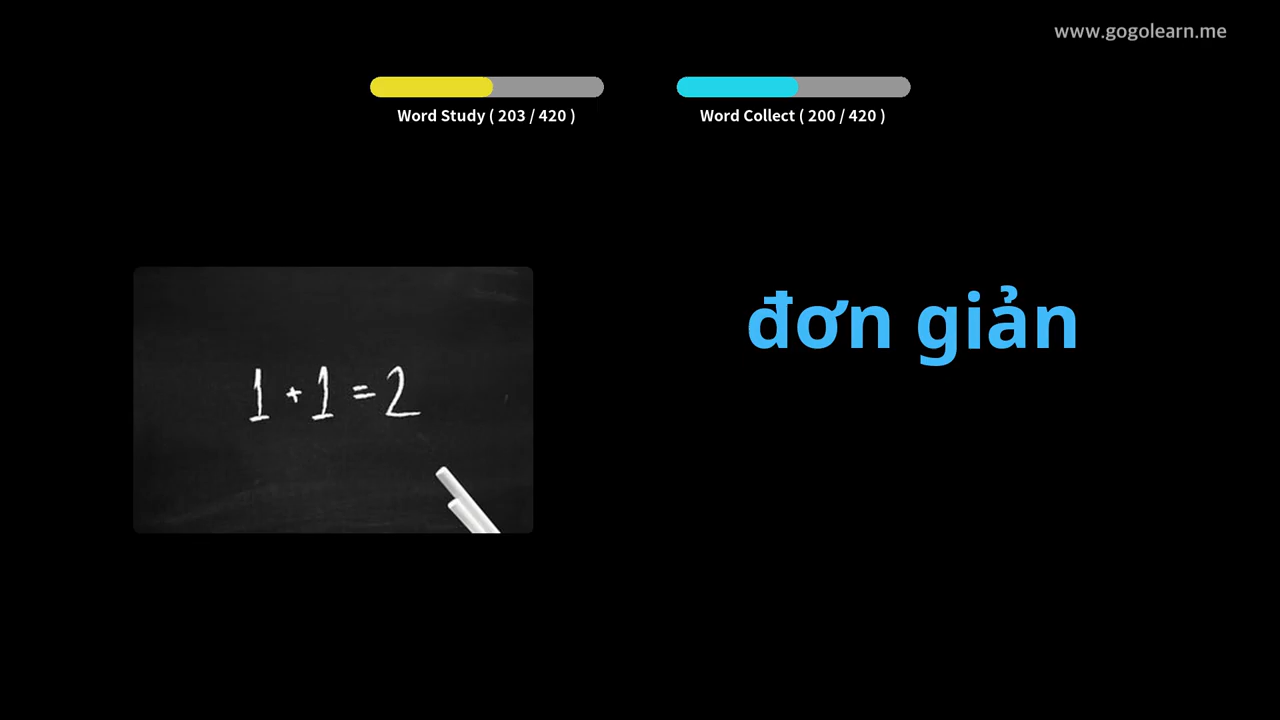 www.gogolearn.me
Word Study ( 203 / 420 )
Word Collect ( 200 / 420 )
1 + 1 = 2
đơn giản